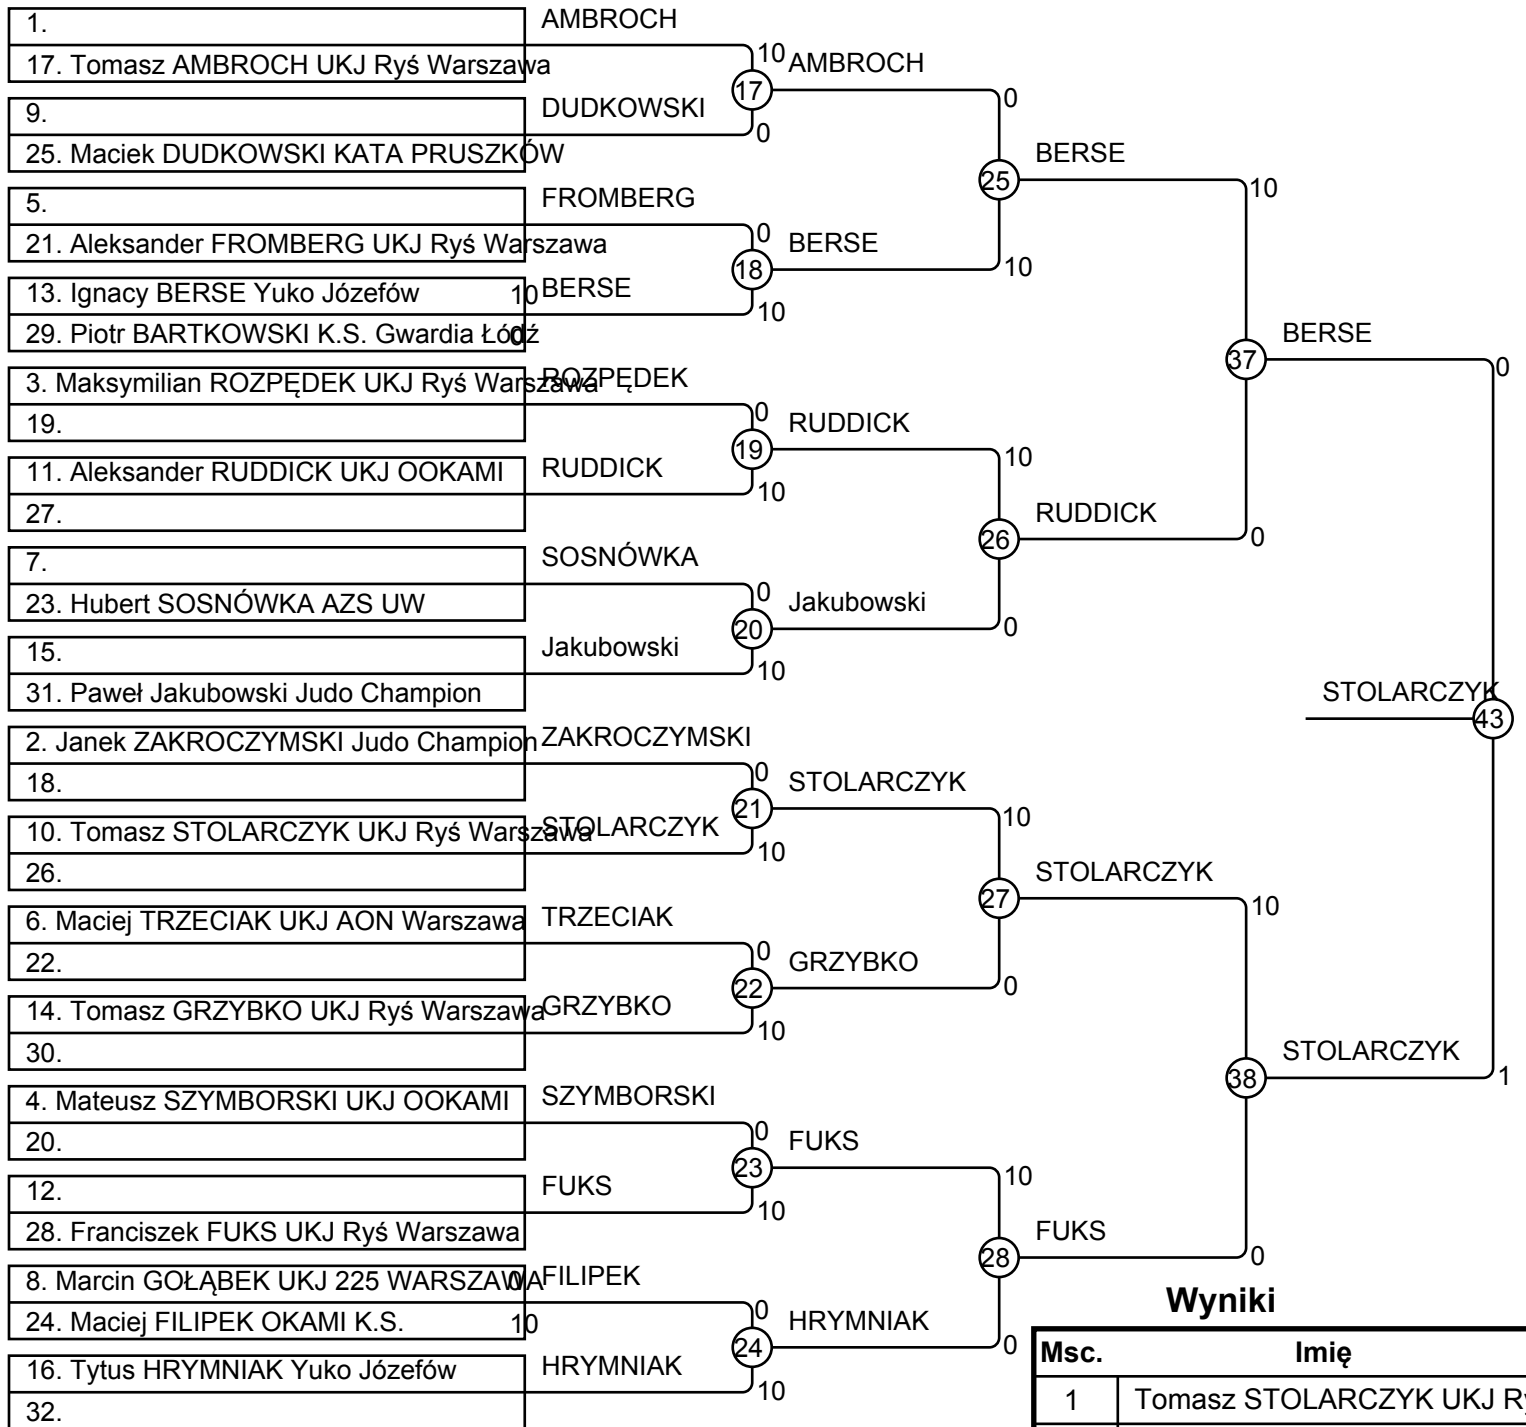 1.
AMBROCH
17. Tomasz AMBROCH UKJ Ryś Warszawa
10
AMBROCH
17
9.
DUDKOWSKI
0
0
25. Maciek DUDKOWSKI KATA PRUSZKÓW
BERSE
25
10
5.
FROMBERG
21. Aleksander FROMBERG UKJ Ryś Warszawa
0
BERSE
18
10
13. Ignacy BERSE Yuko Józefów
10
BERSE
10
29. Piotr BARTKOWSKI K.S. Gwardia Łódź
0
BERSE
37
0
3. Maksymilian ROZPĘDEK UKJ Ryś Warszawa
ROZPĘDEK
19.
0
RUDDICK
19
10
11. Aleksander RUDDICK UKJ OOKAMI
RUDDICK
10
27.
RUDDICK
26
0
7.
SOSNÓWKA
23. Hubert SOSNÓWKA AZS UW
0
Jakubowski
20
0
15.
Jakubowski
10
31. Paweł Jakubowski Judo Champion
STOLARCZYK
43
2. Janek ZAKROCZYMSKI Judo Champion
ZAKROCZYMSKI
18.
0
STOLARCZYK
21
10
10. Tomasz STOLARCZYK UKJ Ryś Warszawa
STOLARCZYK
10
26.
STOLARCZYK
27
10
6. Maciej TRZECIAK UKJ AON Warszawa
TRZECIAK
22.
0
GRZYBKO
22
0
14. Tomasz GRZYBKO UKJ Ryś Warszawa
GRZYBKO
10
30.
STOLARCZYK
38
1
4. Mateusz SZYMBORSKI UKJ OOKAMI
SZYMBORSKI
20.
0
FUKS
23
10
12.
FUKS
10
28. Franciszek FUKS UKJ Ryś Warszawa
FUKS
28
0
8. Marcin GOŁĄBEK UKJ 225 WARSZAWA
0
FILIPEK
24. Maciej FILIPEK OKAMI K.S.
10
0
HRYMNIAK
24
0
16. Tytus HRYMNIAK Yuko Józefów
HRYMNIAK
10
32.
Wyniki
Msc.
Imię
1
Tomasz STOLARCZYK UKJ